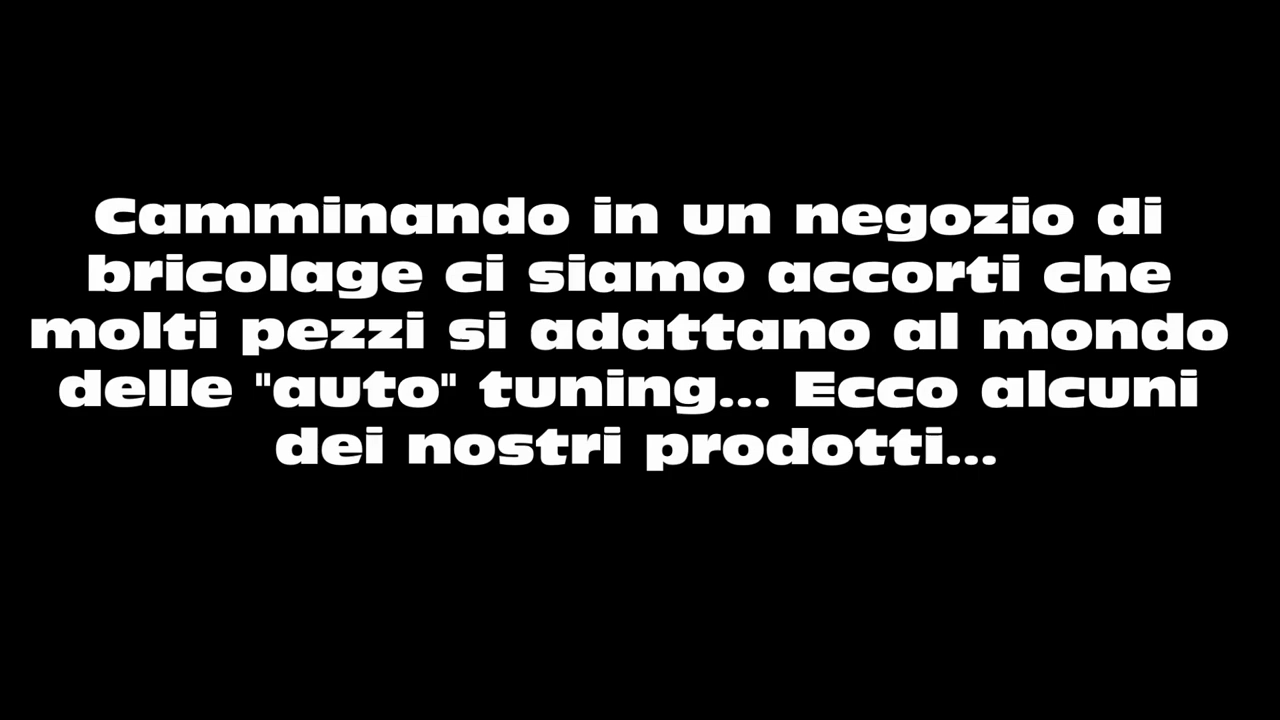 Camminando in un negozio di
bricolage ci siamo accorti che
molti pezzi si adattano al mondo
delle "auto" tuning... Ecco alcuni
dei nostri prodotti...